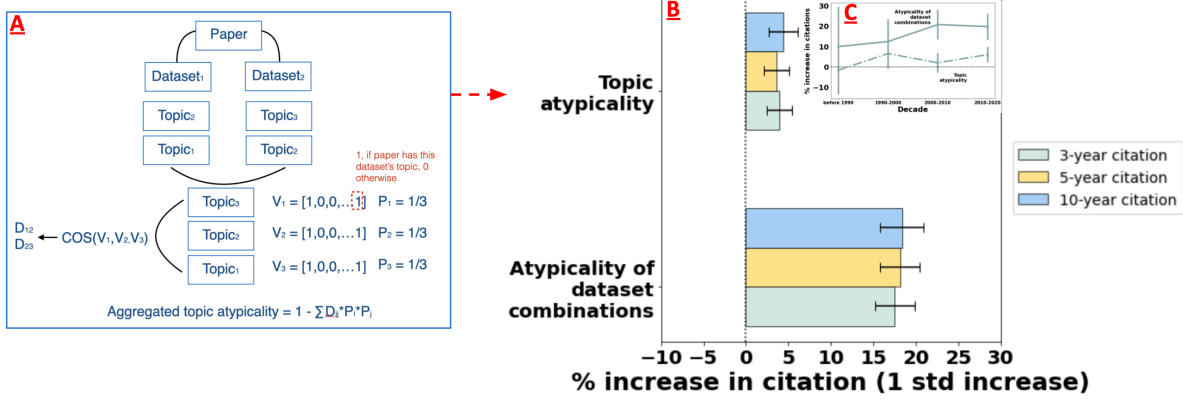 A
Paper
Dataset1 Dataset2
Topic2 Topic3
Topic1 Topic2
1, if paper has this
dataset's topic, 0
otherwise
Topic3 V1 = [1,0,0,...1] P1 = 1/3
Topic2 V2 = [1,0,0,...1] P2 = 1/3
Topic1 V3 = [1,0,0,...1] P3 = 1/3
D12
D23
COS(V1,V2,V3)
Aggregated topic atypicality = 1 - ∑Dij*Pi*Pj
B
Topic
atypicality
Atypicality of
dataset
combinations
-10 -5 0 5 10 15 20 25 30
% increase in citation (1 std increase)
C
% increase in citations
30
20
10
0
−10
Atypicality of
dataset
combinations
Topic
atypicality
before 1990 1990-2000 2000-2010 2010-2020
Decade
3-year citation
5-year citation
10-year citation